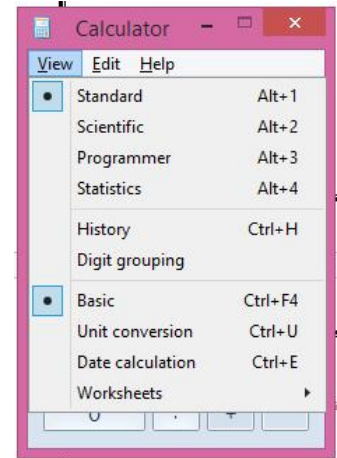 Calculator
View Edit Help
Standard Alt+1
Scientific Alt+2
Programmer Alt+3
Statistics Alt+4
History Ctrl+H
Digit grouping
Basic Ctrl+F4
Unit conversion Ctrl+U
Date calculation Ctrl+E
Worksheets